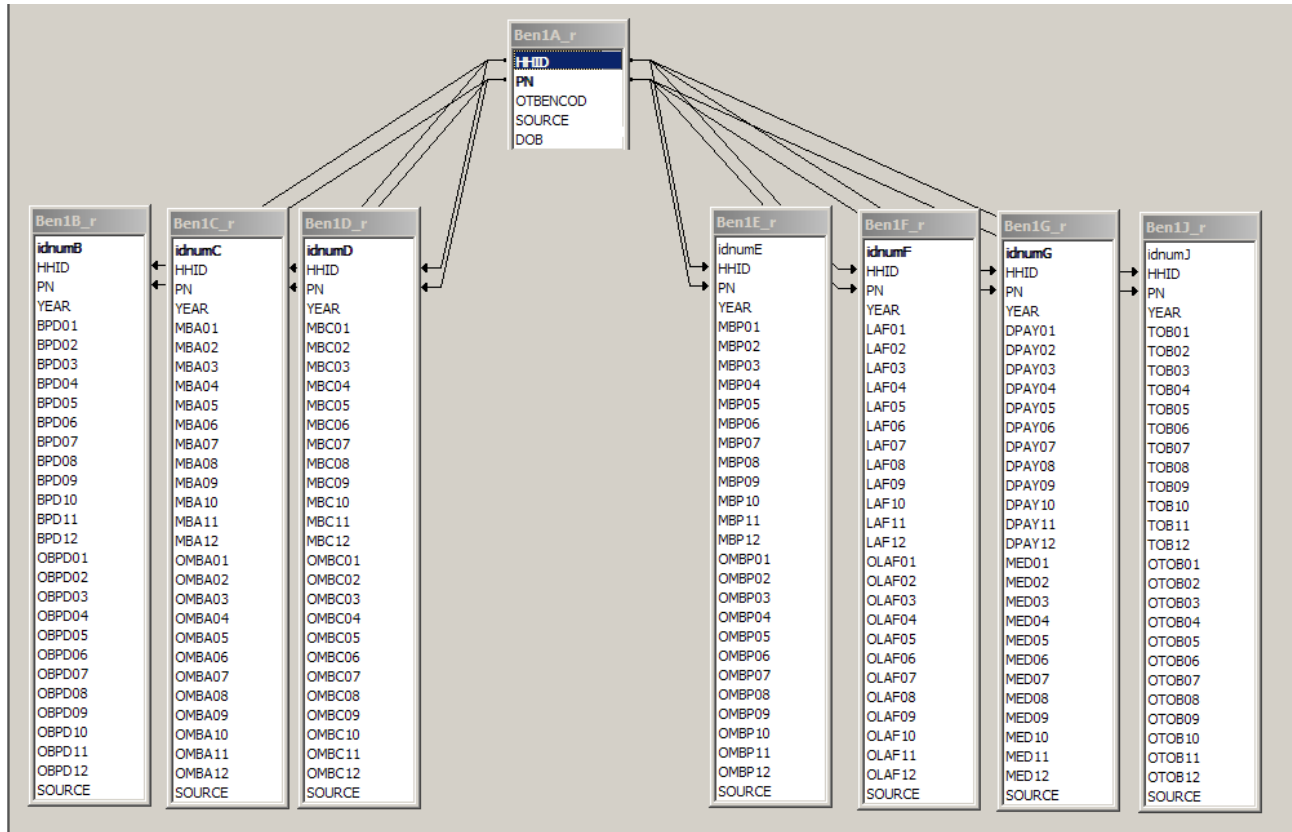 Ben1A_r
HHID
PN
OTBENCOD
SOURCE
DOB
Ben1B_r
idnumB
HHID
PN
YEAR
BPD01
BPD02
BPD03
BPD04
BPD05
BPD06
BPD07
BPD08
BPD09
BPD10
BPD11
BPD12
OBPD01
OBPD02
OBPD03
OBPD04
OBPD05
OBPD06
OBPD07
OBPD08
OBPD09
OBPD10
OBPD11
OBPD12
SOURCE
Ben1C_r
idnumC
HHID
PN
YEAR
MBA01
MBA02
MBA03
MBA04
MBA05
MBA06
MBA07
MBA08
MBA09
MBA10
MBA11
MBA12
OMBA01
OMBA02
OMBA03
OMBA04
OMBA05
OMBA06
OMBA07
OMBA08
OMBA09
OMBA10
OMBA11
OMBA12
SOURCE
Ben1D_r
idnumD
HHID
PN
YEAR
MBC01
MBC02
MBC03
MBC04
MBC05
MBC06
MBC07
MBC08
MBC09
MBC10
MBC11
MBC12
OMBC01
OMBC02
OMBC03
OMBC04
OMBC05
OMBC06
OMBC07
OMBC08
OMBC09
OMBC10
OMBC11
OMBC12
SOURCE
Ben1E_r
idnumE
HHID
PN
YEAR
MBP01
MBP02
MBP03
MBP04
MBP05
MBP06
MBP07
MBP08
MBP09
MBP10
MBP11
MBP12
OMBP01
OMBP02
OMBP03
OMBP04
OMBP05
OMBP06
OMBP07
OMBP08
OMBP09
OMBP10
OMBP11
OMBP12
SOURCE
Ben1F_r
idnumF
HHID
PN
YEAR
LAF01
LAF02
LAF03
LAF04
LAF05
LAF06
LAF07
LAF08
LAF09
LAF10
LAF11
LAF12
OLAF01
OLAF02
OLAF03
OLAF04
OLAF05
OLAF06
OLAF07
OLAF08
OLAF09
OLAF10
OLAF11
OLAF12
SOURCE
Ben1G_r
idnumG
HHID
PN
YEAR
DPAY01
DPAY02
DPAY03
DPAY04
DPAY05
DPAY06
DPAY07
DPAY08
DPAY09
DPAY10
DPAY11
DPAY12
MED01
MED02
MED03
MED04
MED05
MED06
MED07
MED08
MED09
MED10
MED11
MED12
SOURCE
Ben1J_r
idnumJ
HHID
PN
YEAR
TOB01
TOB02
TOB03
TOB04
TOB05
TOB06
TOB07
TOB08
TOB09
TOB10
TOB11
TOB12
OTOB01
OTOB02
OTOB03
OTOB04
OTOB05
OTOB06
OTOB07
OTOB08
OTOB09
OTOB10
OTOB11
OTOB12
SOURCE